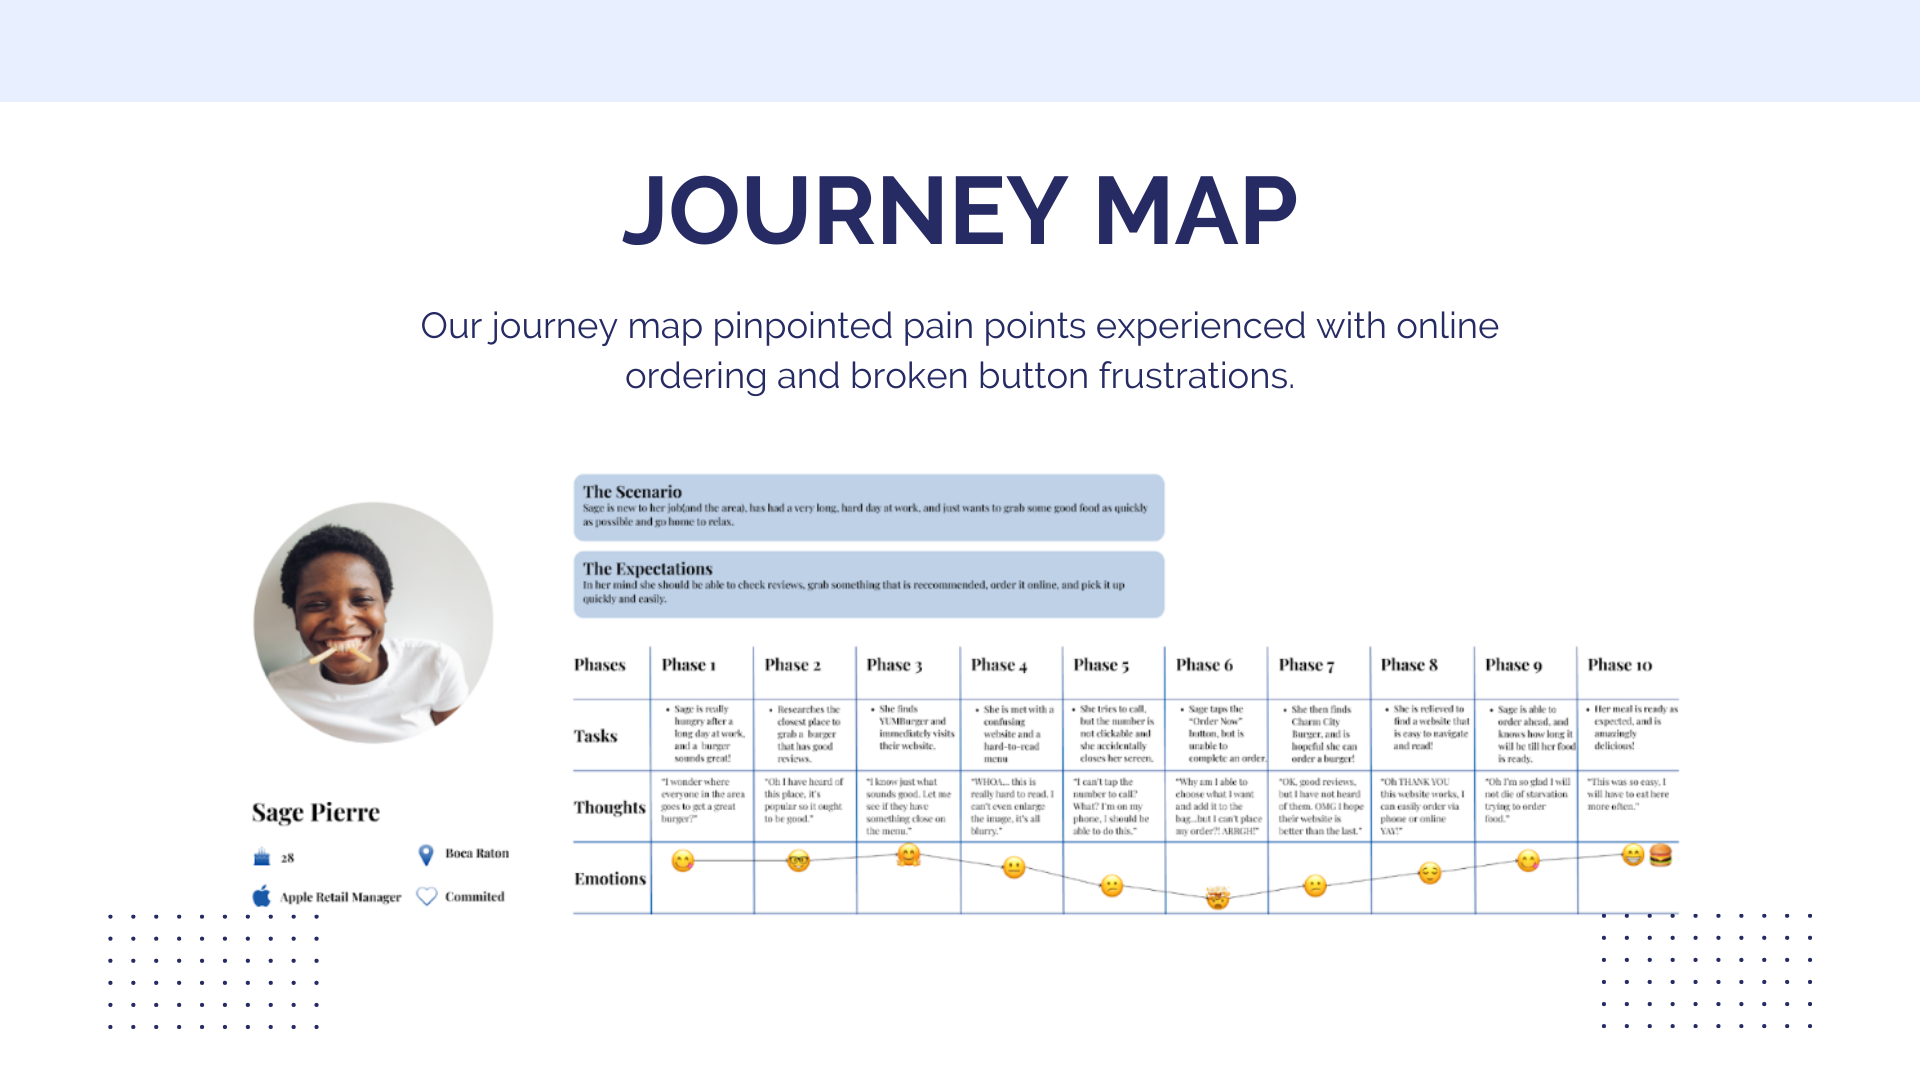 JOURNEY MAP
Our journey map pinpointed pain points experienced with online
ordering and broken button frustrations.
The Scenario
Sage is new to her job(and the area), has had a very long, hard day at work, and just wants to grab some good food as quickly
as possible and go home to relax.
The Expectations
In her mind she should be able to check reviews, grab something that is reccommended, order it online, and pick it up
quickly and easily.
Sage Pierre
28
Boca Raton
Apple Retail Manager
Commited
Phases
Phase 1
Phase 2
Phase 3
Phase 4
Phase 5
Phase 6
Phase 7
Phase 8
Phase 9
Phase 10
Tasks
• Sage is really
hungry after a
long day at work,
and a burger
sounds great!
• Researches the
closest place to
grab a burger
that has good
reviews.
• She finds
YUMBurger and
immediately visits
their website.
• She is met with a
confusing
website and a
hard-to-read
menu
• She tries to call,
but the number is
not clickable and
she accidentally
closes her screen.
• Sage taps the
"Order Now"
button, but is
unable to
complete an order.
• She then finds
Charm City
Burger, and is
hopeful she can
order a burger!
• She is relieved to
find a website that
is easy to navigate
and read!
• Sage is able to
order ahead, and
knows how long it
will be till her food
is ready.
• Her meal is ready as
expected, and is
amazingly
delicious!
Thoughts
"I wonder where
everyone in the area
goes to get a great
burger?"
"Oh I have heard of
this place, it's
popular so it ought
to be good."
"I know just what
sounds good. Let me
see if they have
something close on
the menu."
"WHOA... this is
really hard to read, I
can't even enlarge
the image, it's all
blurry."
"I can't tap the
number to call?
What? I'm on my
phone, I should be
able to do this."
"Why am I able to
choose what I want
and add it to the
bag...but I can't place
my order?! ARRGH!"
"OK, good reviews,
but I have not heard
of them. OMG I hope
their website is
better than the last."
"Oh THANK YOU
this website works, I
can easily order via
phone or online
YAY!"
"Oh I'm so glad I will
not die of starvation
trying to order
food."
"This was so easy, I
will have to eat here
more often."
Emotions